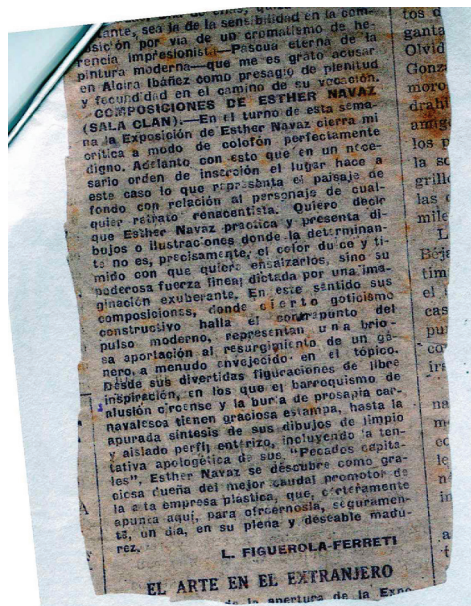 tante, sea la de la sensibilidad en la com-
posición por vía de un cromatismo de he-
rencia impresionista—Pascua eterna de la
pintura moderna—que me es grato acusar
en Alcira Ibáñez como presagio de plenitud
y fecundidad en el camino de su vocación.
COMPOSICIONES DE ESTHER NAVAZ
(SALA CLAN).—En el turno de esta sema-
na la Exposición de Esther Navaz cierra mi
crítica a modo de colofón perfectamente
digno. Adelanto con esto que en un nece-
sario orden de inserción el lugar hace a
este caso lo que representa el paisaje de
fondo con relación al personaje de cual-
quier retrato renacentista. Quiero decir
que Esther Navaz practica y presenta di-
bujos o ilustraciones donde la determinan-
te no es, precisamente, el color dulce y tí-
mido con que quiere ensalzarlos, sino su
poderosa fuerza lineal dictada por una ima-
ginación exuberante. En este sentido sus
composiciones, donde cierto goticismo
constructivo halla el contrapunto del
pulso moderno, representan una brio-
sa aportación al resurgimiento de un gé-
nero, a menudo envejecido en el tópico.
Desde sus divertidas figuraciones de libre
inspiración, en los que el barroquismo de
alusión circense y la burla de prosapia car-
navalesca tienen graciosa estampa, hasta la
apurada síntesis de sus dibujos de limpio
y aislado perfil enterizo, incluyendo la ten-
tativa apologética de sus "Pecados capita-
les", Esther Navaz se descubre como gra-
ciosa dueña del mejor caudal promotor de
la alta empresa plástica, que, certeramente
apunta aquí, para ofrecernosla, seguramen-
te, un día, en su plena y deseable madu-
rez.
L. FIGUEROLA-FERRETI
EL ARTE EN EL EXTRANJERO
de la apertura de la Expo
tos d
ganta
Olvid
Gonz
moro
amig
los p
la so
grillo
las c
mile
L
Béja
tim
el t
cas
pu
co
na
m